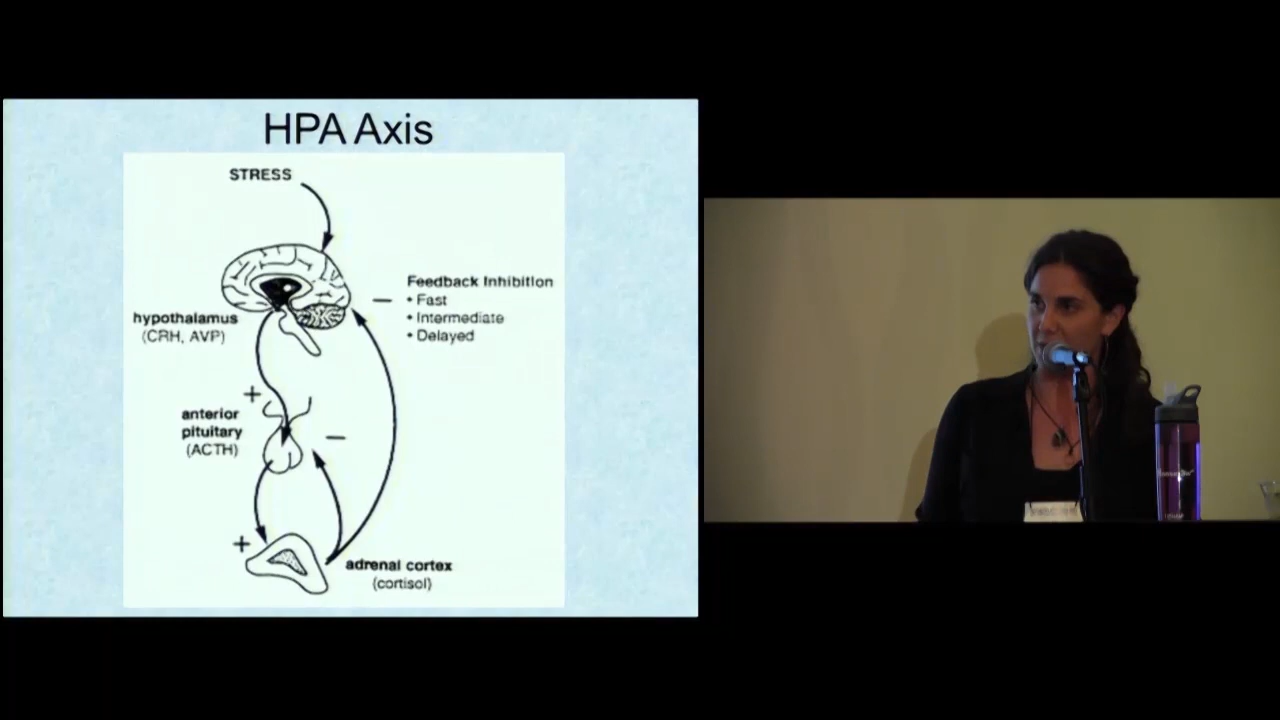 HPA Axis
STRESS
Feedback Inhibition
• Fast
• Intermediate
• Delayed
hypothalamus
(CRH, AVP)
+
anterior
pituitary
(ACTH)
+
adrenal cortex
(cortisol)